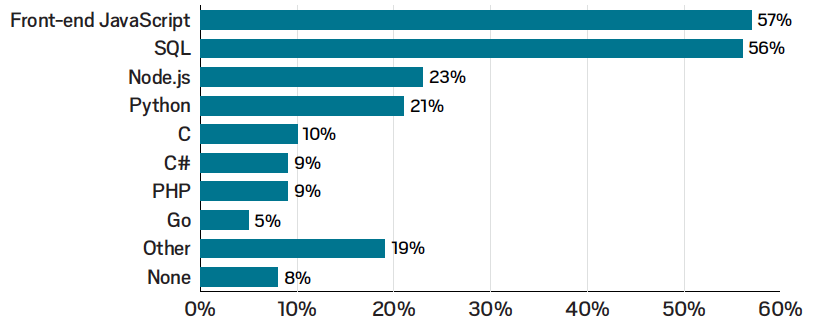 Front-end JavaScript 57%
SQL 56%
Node.js 23%
Python 21%
C 10%
C# 9%
PHP 9%
Go 5%
Other 19%
None 8%
0% 10% 20% 30% 40% 50% 60%